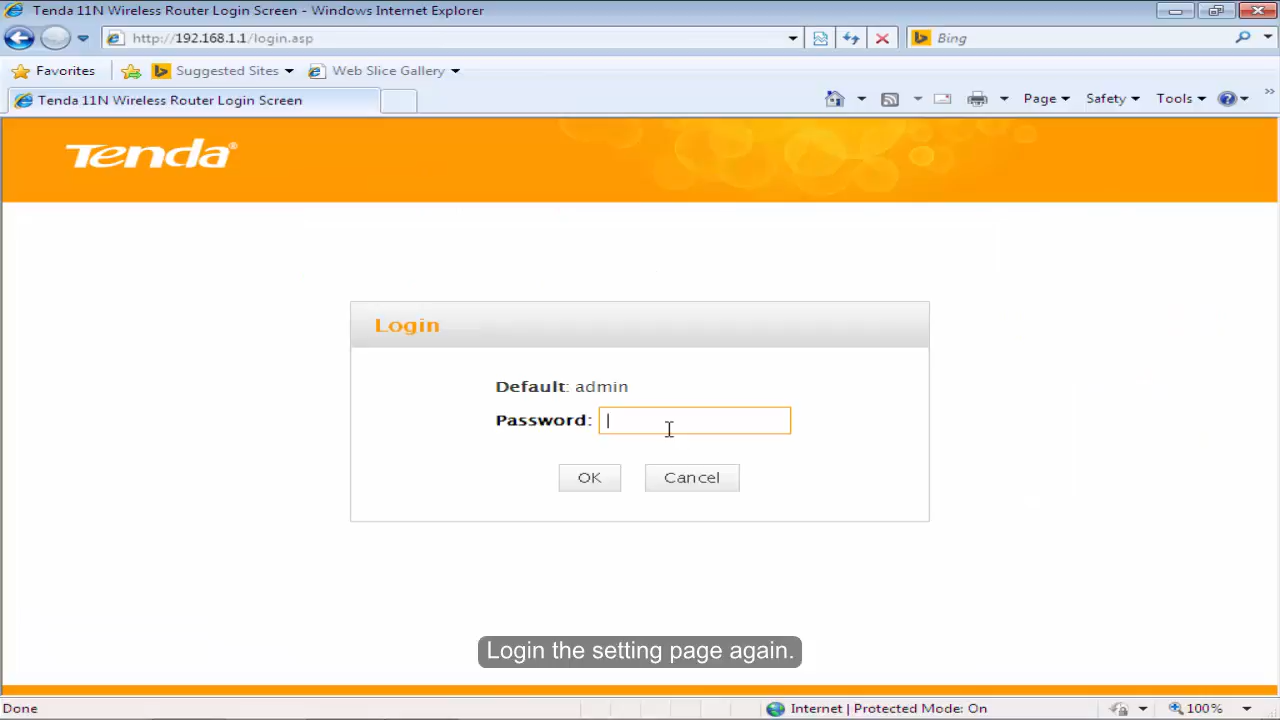 Tenda 11N Wireless Router Login Screen - Windows Internet Explorer
http://192.168.1.1/login.asp
Bing
Favorites
Suggested Sites
Web Slice Gallery
Tenda 11N Wireless Router Login Screen
Page
Safety
Tools
»
Tenda®
Login
Default: admin
Password:
OK
Cancel
Login the setting page again.
Done
Internet | Protected Mode: On
100%